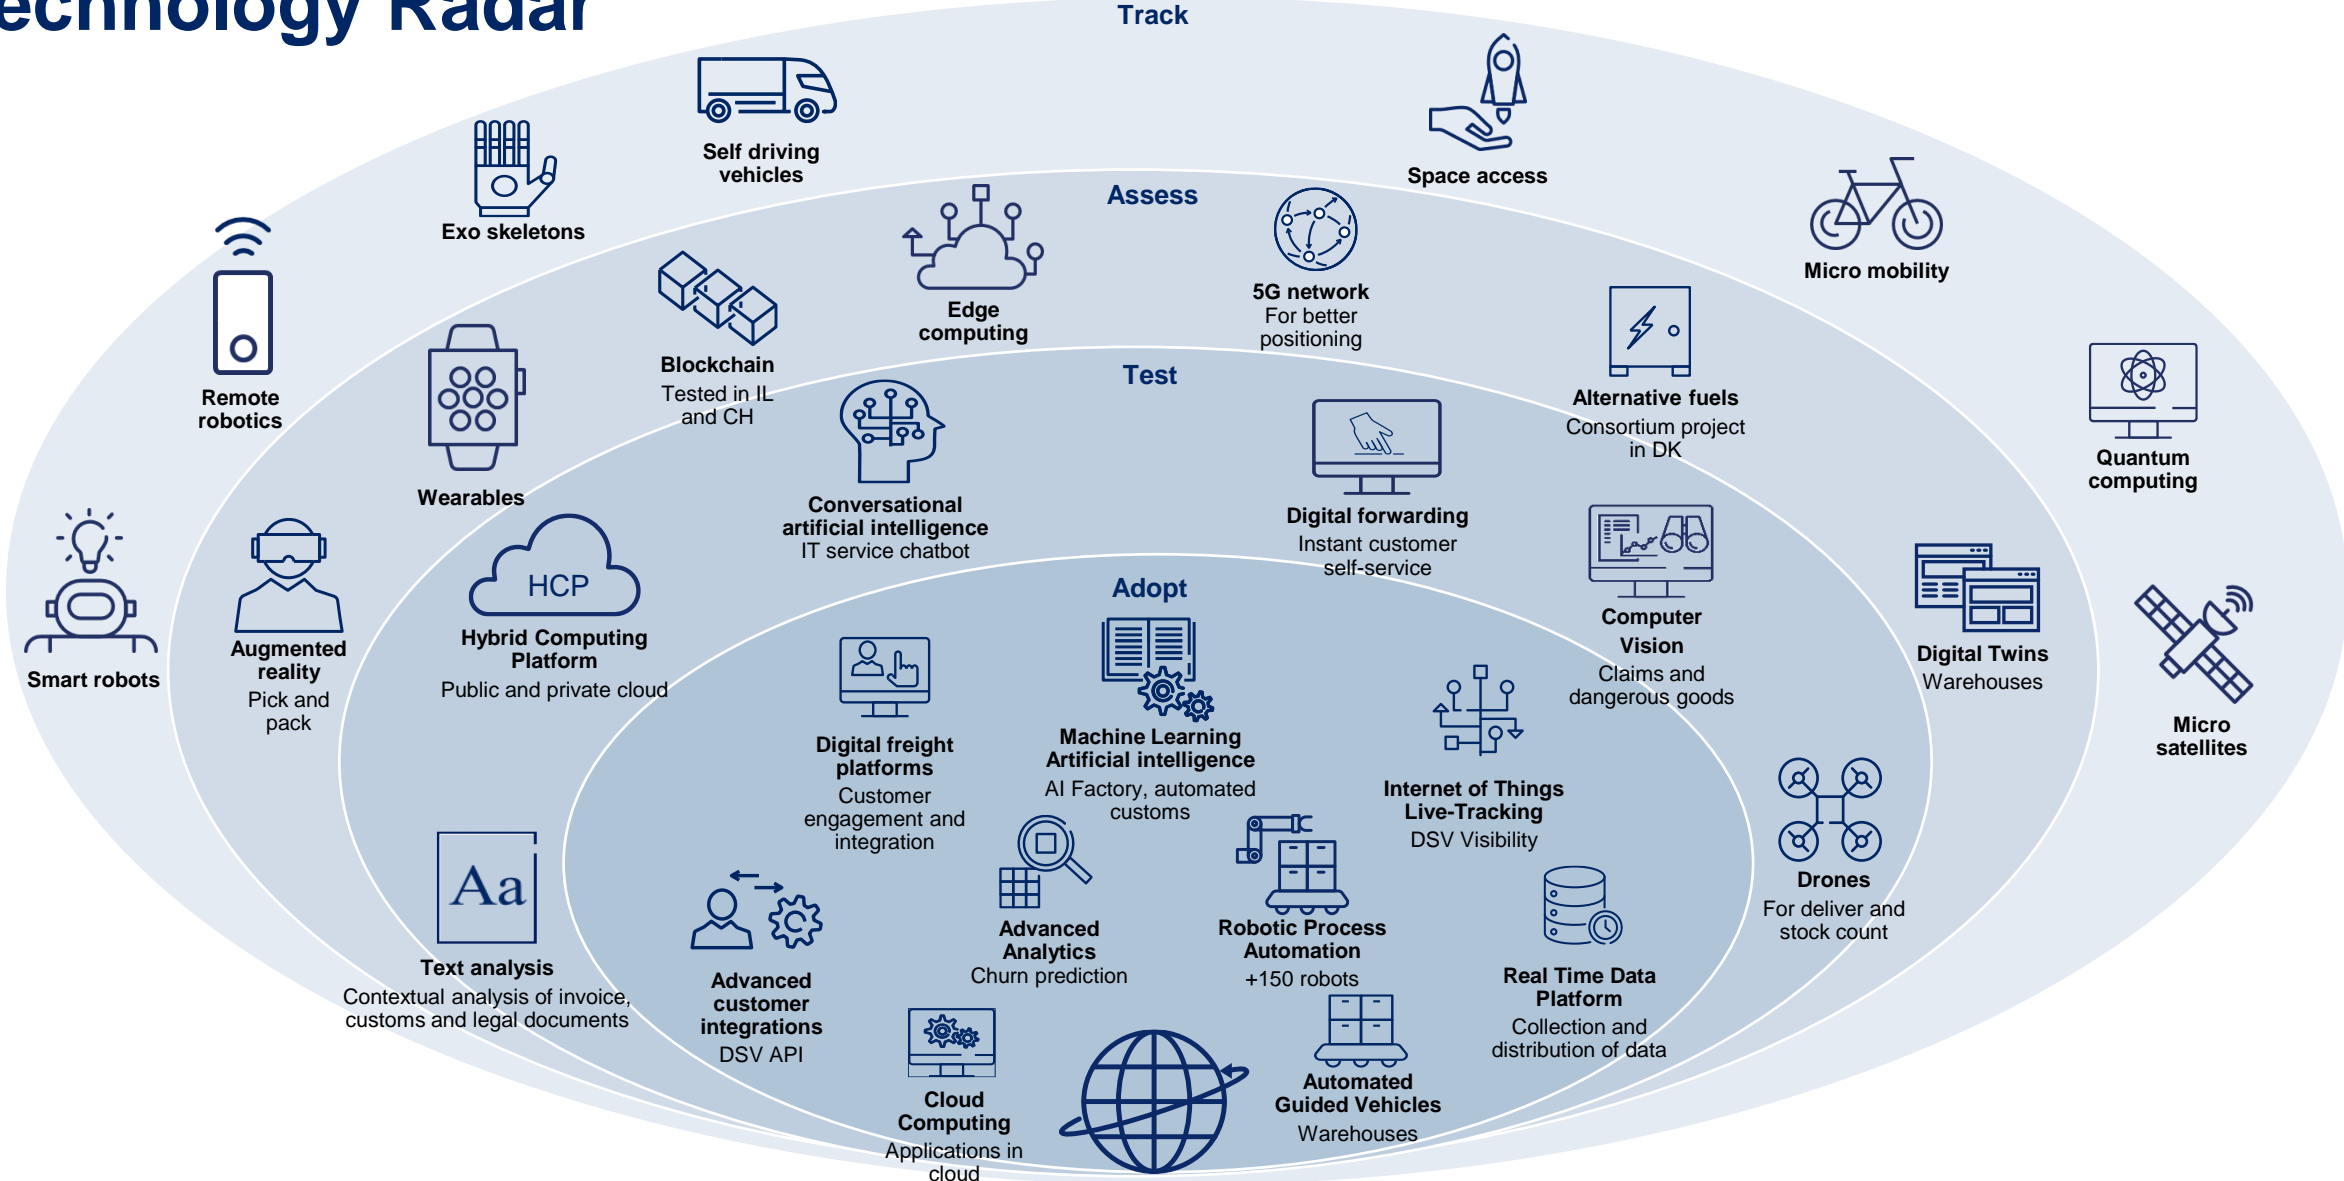 echnology Radar
Track
Self driving
vehicles
Space access
Exo skeletons
Micro mobility
Remote
robotics
Quantum
computing
Smart robots
Micro
satellites
Assess
Edge
computing
5G network
For better
positioning
Blockchain
Tested in IL
and CH
Alternative fuels
Consortium project
in DK
Wearables
Augmented
reality
Pick and
pack
Digital Twins
Warehouses
Test
Conversational
artificial intelligence
IT service chatbot
Digital forwarding
Instant customer
self-service
HCP
Hybrid Computing
Platform
Public and private cloud
Computer
Vision
Claims and
dangerous goods
Aa
Text analysis
Contextual analysis of invoice,
customs and legal documents
Drones
For deliver and
stock count
Adopt
Digital freight
platforms
Customer
engagement and
integration
Machine Learning
Artificial intelligence
AI Factory, automated
customs
Internet of Things
Live-Tracking
DSV Visibility
Advanced
customer
integrations
DSV API
Advanced
Analytics
Churn prediction
Robotic Process
Automation
+150 robots
Real Time Data
Platform
Collection and
distribution of data
Cloud
Computing
Applications in
cloud
Automated
Guided Vehicles
Warehouses